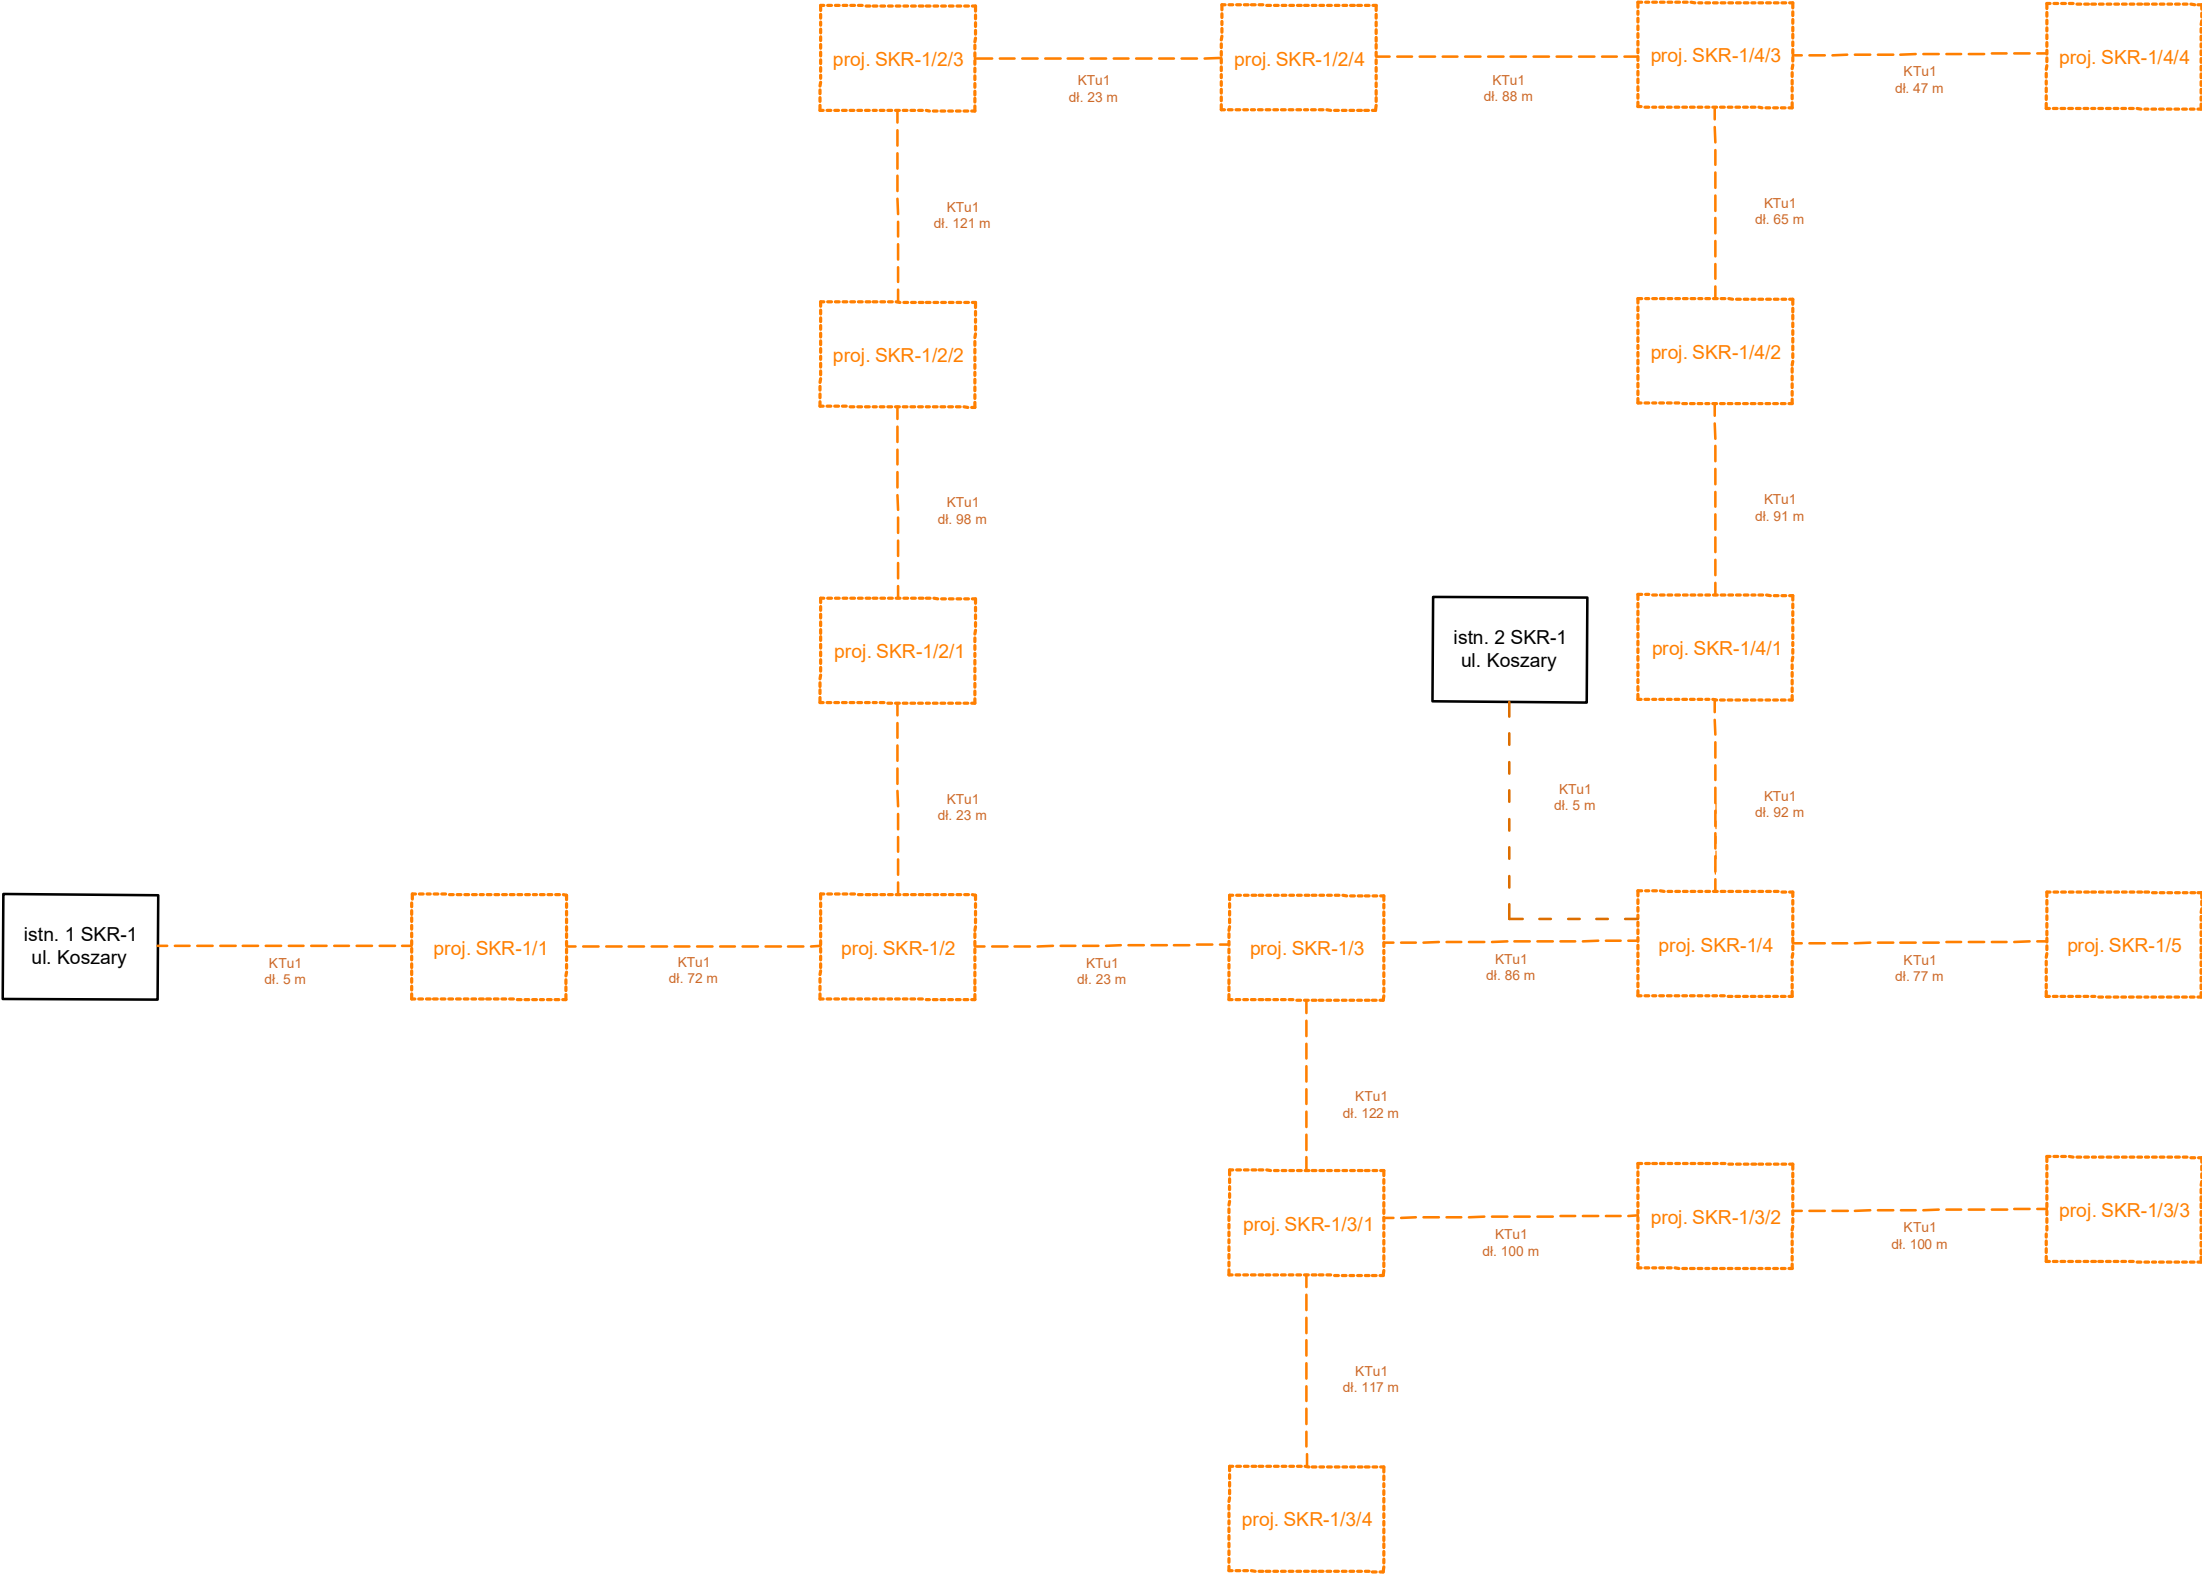 proj. SKR-1/2/3
KTu1
dł. 23 m
proj. SKR-1/2/4
KTu1
dł. 88 m
proj. SKR-1/4/3
KTu1
dł. 47 m
proj. SKR-1/4/4
KTu1
dł. 121 m
KTu1
dł. 65 m
proj. SKR-1/2/2
proj. SKR-1/4/2
KTu1
dł. 98 m
KTu1
dł. 91 m
proj. SKR-1/2/1
istn. 2 SKR-1
ul. Koszary
proj. SKR-1/4/1
KTu1
dł. 23 m
KTu1
dł. 5 m
KTu1
dł. 92 m
istn. 1 SKR-1
ul. Koszary
KTu1
dł. 5 m
proj. SKR-1/1
KTu1
dł. 72 m
proj. SKR-1/2
KTu1
dł. 23 m
proj. SKR-1/3
KTu1
dł. 86 m
proj. SKR-1/4
KTu1
dł. 77 m
proj. SKR-1/5
KTu1
dł. 122 m
proj. SKR-1/3/1
KTu1
dł. 100 m
proj. SKR-1/3/2
KTu1
dł. 100 m
proj. SKR-1/3/3
KTu1
dł. 117 m
proj. SKR-1/3/4